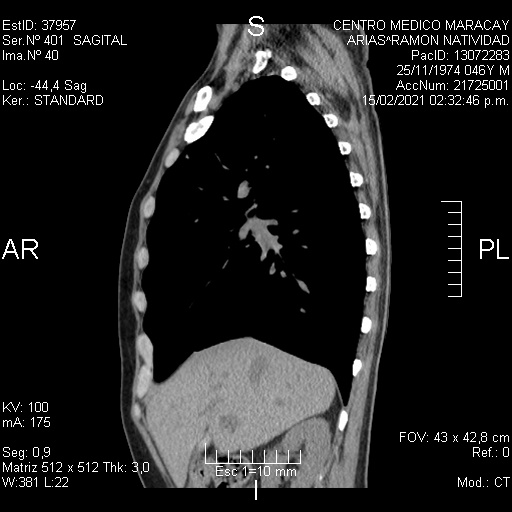 EstID: 37957
Ser.Nº 401 SAGITAL
Ima.Nº 40
Loc: -44,4 Sag
Ker.: STANDARD
S
CENTRO MEDICO MARACAY
ARIAS^RAMON NATIVIDAD
PacID: 13072283
25/11/1974 046Y M
AccNum: 21725001
15/02/2021 02:32:46 p.m.
AR
PL
KV: 100
mA: 175
Seg: 0,9
Matriz 512 x 512 Thk: 3,0
W:381 L:22
Esc 1=10 mm
I
FOV: 43 x 42,8 cm
Ref.: 0
Mod.: CT